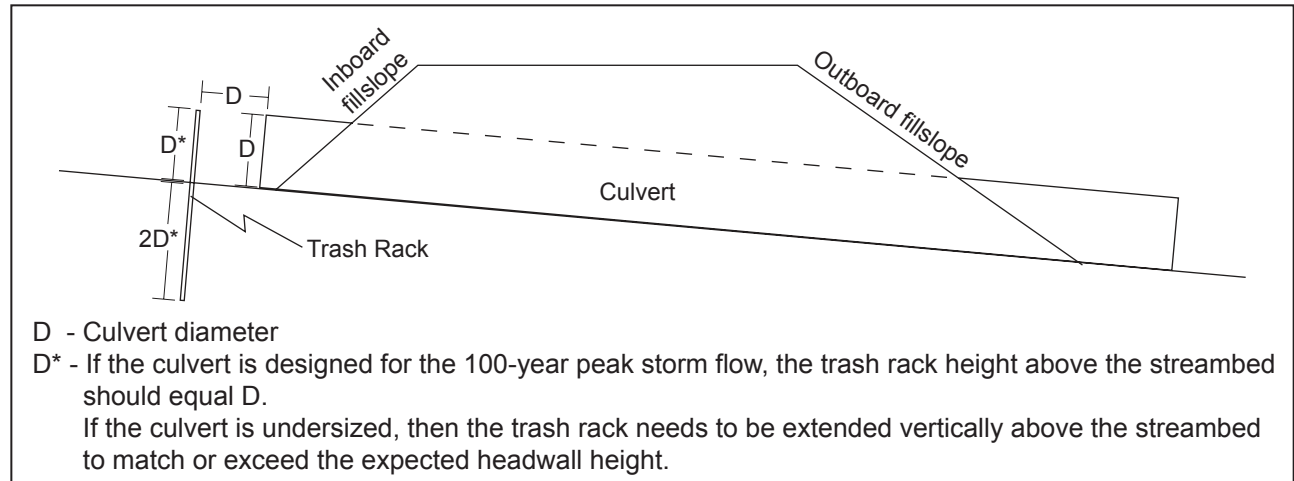 Inboard
fillslope
Outboard fillslope
D
D*
D
Culvert
2D*
Trash Rack
D - Culvert diameter
D* - If the culvert is designed for the 100-year peak storm flow, the trash rack height above the streambed
should equal D.
If the culvert is undersized, then the trash rack needs to be extended vertically above the streambed
to match or exceed the expected headwall height.